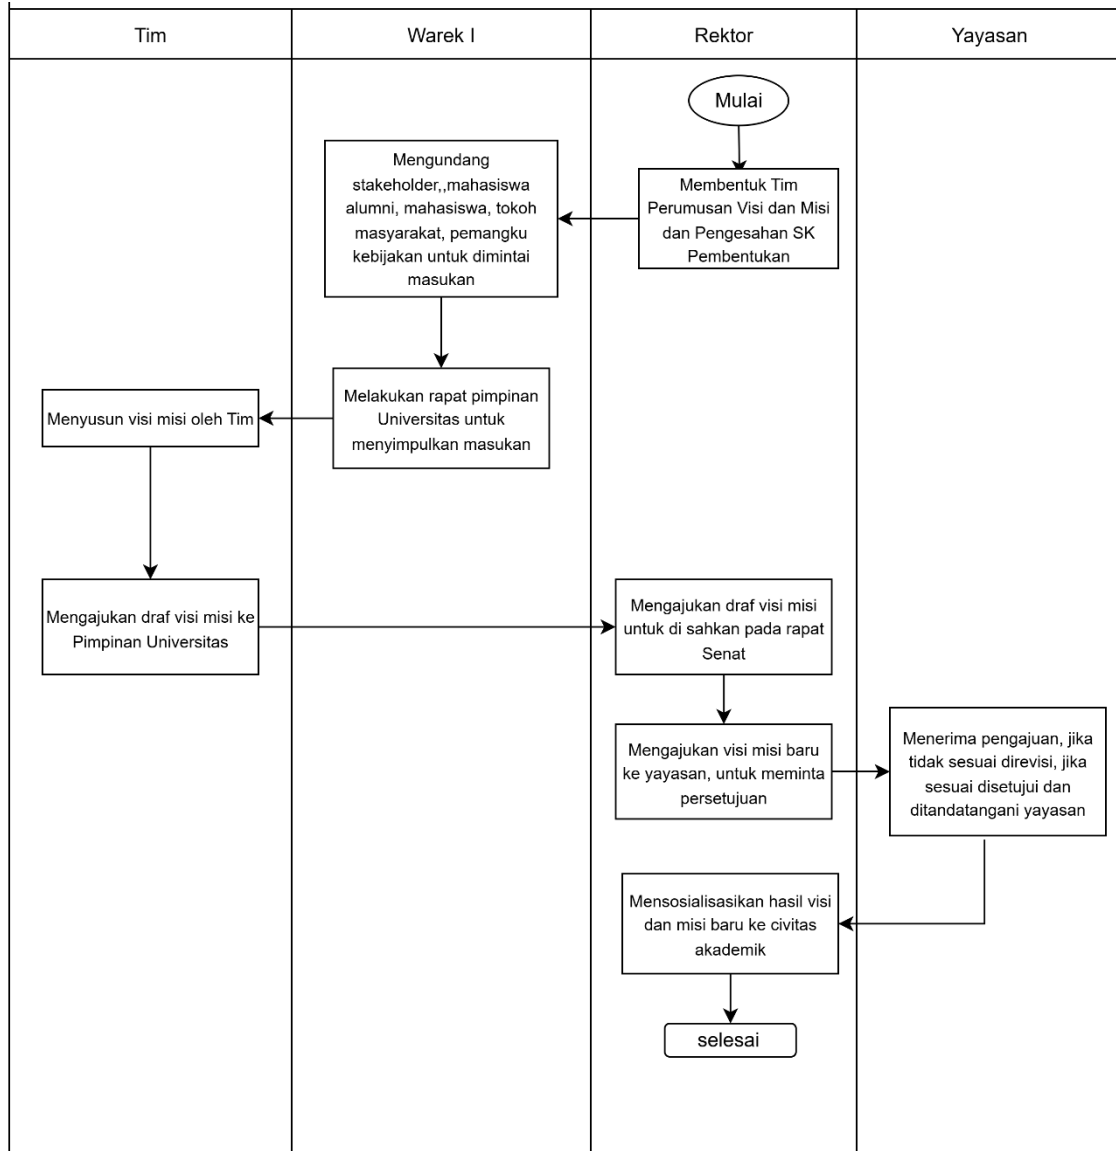 Tim
Warek I
Rektor
Yayasan
Mulai
Membentuk Tim
Perumusan Visi dan Misi
dan Pengesahan SK
Pembentukan
Mengundang
stakeholder,,mahasiswa
alumni, mahasiswa, tokoh
masyarakat, pemangku
kebijakan untuk dimintai
masukan
Melakukan rapat pimpinan
Universitas untuk
menyimpulkan masukan
Menyusun visi misi oleh Tim
Mengajukan draf visi misi ke
Pimpinan Universitas
Mengajukan draf visi misi
untuk di sahkan pada rapat
Senat
Mengajukan visi misi baru
ke yayasan, untuk meminta
persetujuan
Menerima pengajuan, jika
tidak sesuai direvisi, jika
sesuai disetujui dan
ditandatangani yayasan
Mensosialisasikan hasil visi
dan misi baru ke civitas
akademik
selesai